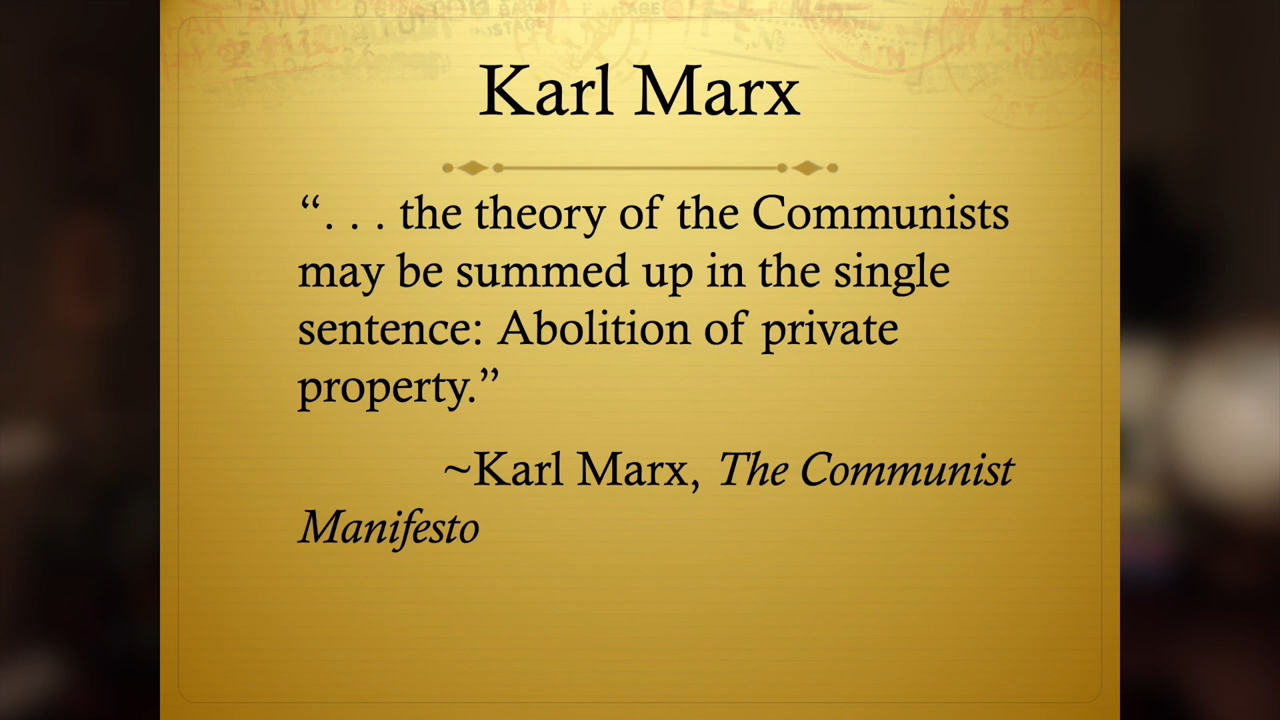 Karl Marx
“. . . the theory of the Communists
may be summed up in the single
sentence: Abolition of private
property.”
~Karl Marx, The Communist
Manifesto